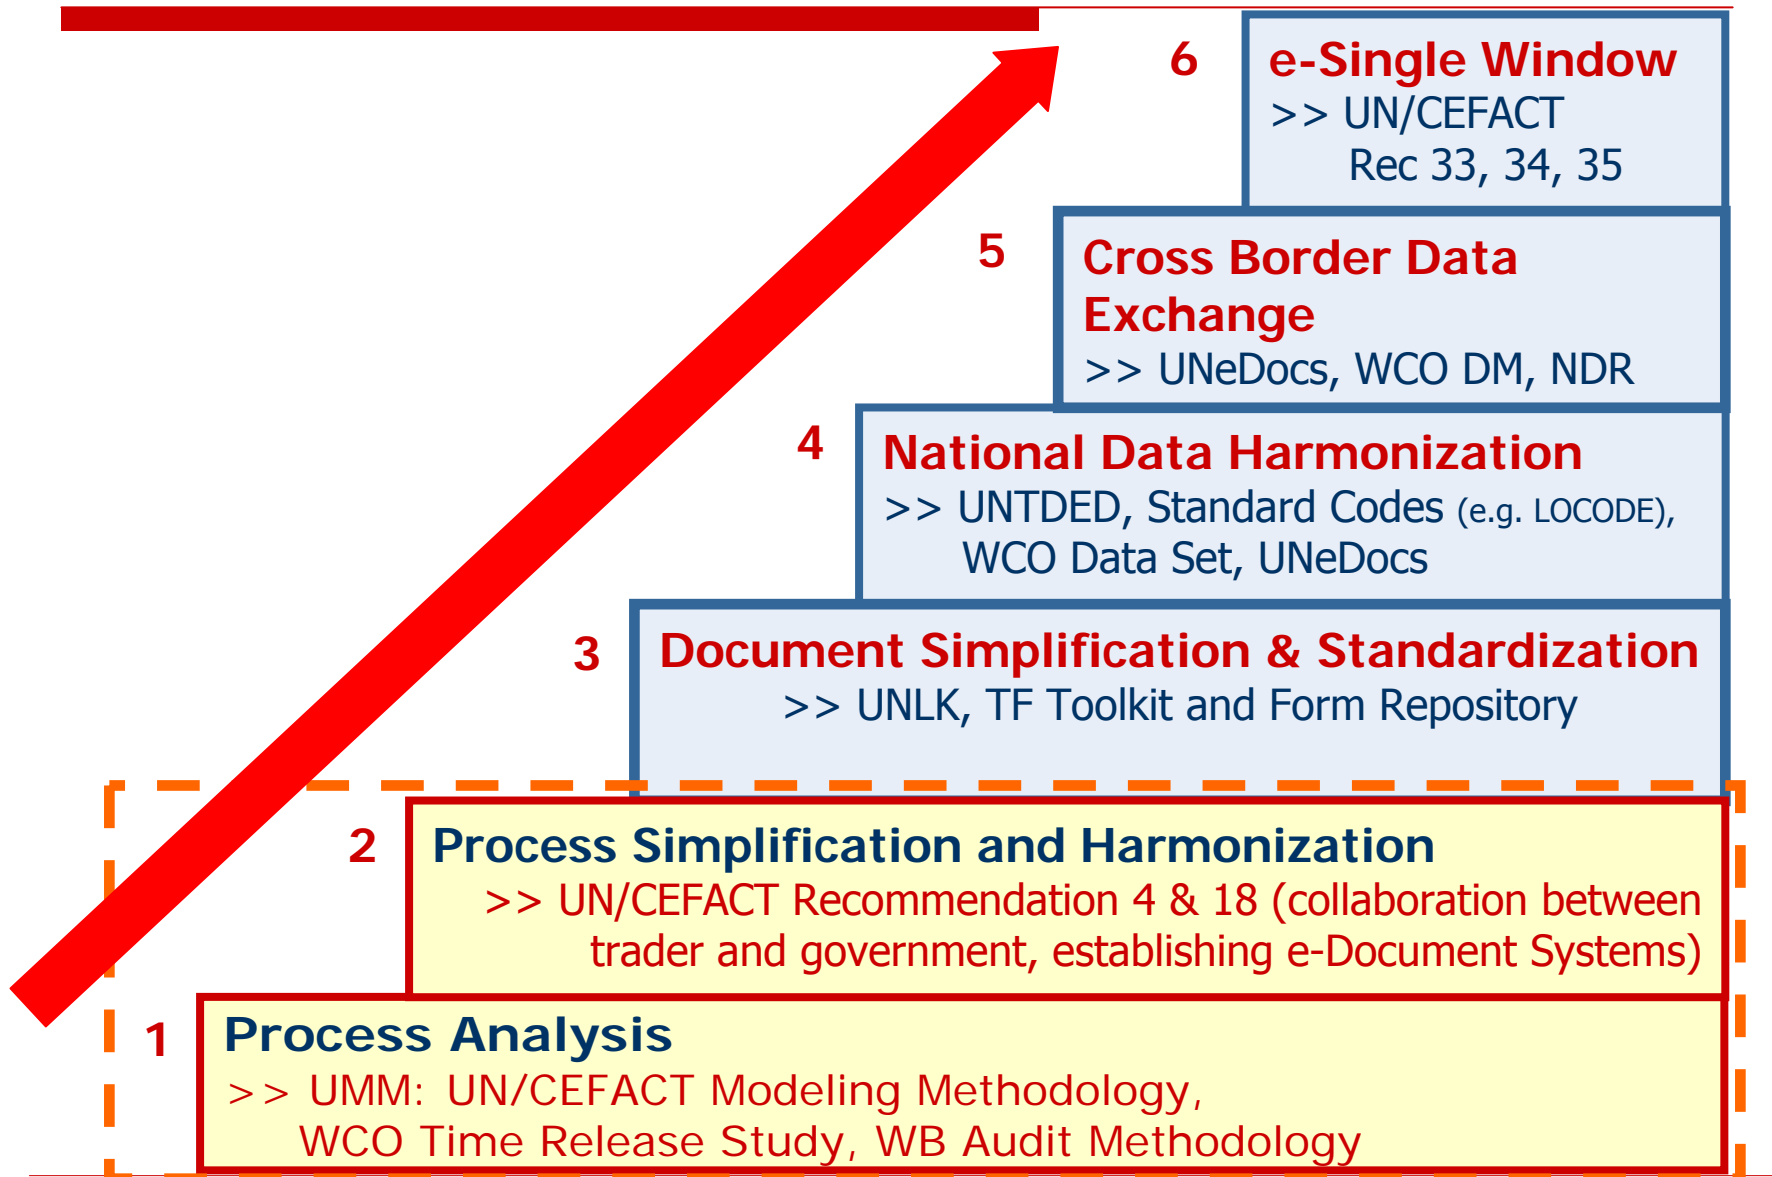 6
e-Single Window
>> UN/CEFACT
Rec 33, 34, 35
5
Cross Border Data
Exchange
>> UNeDocs, WCO DM, NDR
4
National Data Harmonization
>> UNTDED, Standard Codes (e.g. LOCODE),
WCO Data Set, UNeDocs
3
Document Simplification & Standardization
>> UNLK, TF Toolkit and Form Repository
2
Process Simplification and Harmonization
>> UN/CEFACT Recommendation 4 & 18 (collaboration between
trader and government, establishing e-Document Systems)
1
Process Analysis
>> UMM: UN/CEFACT Modeling Methodology,
WCO Time Release Study, WB Audit Methodology